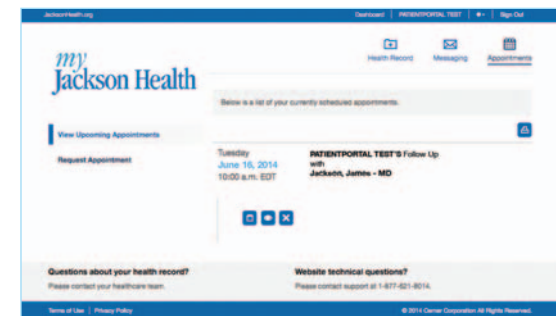 JacksonHealth.org Dashboard | PATIENTPORTAL TEST | Sign Out
my
Jackson Health
Health Record Messaging Appointments
Below is a list of your currently scheduled appointments.
View Upcoming Appointments
Request Appointment
Tuesday
June 16, 2014
10:00 a.m. EDT
PATIENTPORTAL TEST'S Follow Up
with
Jackson, James - MD
Questions about your health record?
Please contact your healthcare team.
Website technical questions?
Please contact support at 1-877-621-8014.
Terms of Use | Privacy Policy
© 2014 Cerner Corporation All Rights Reserved.